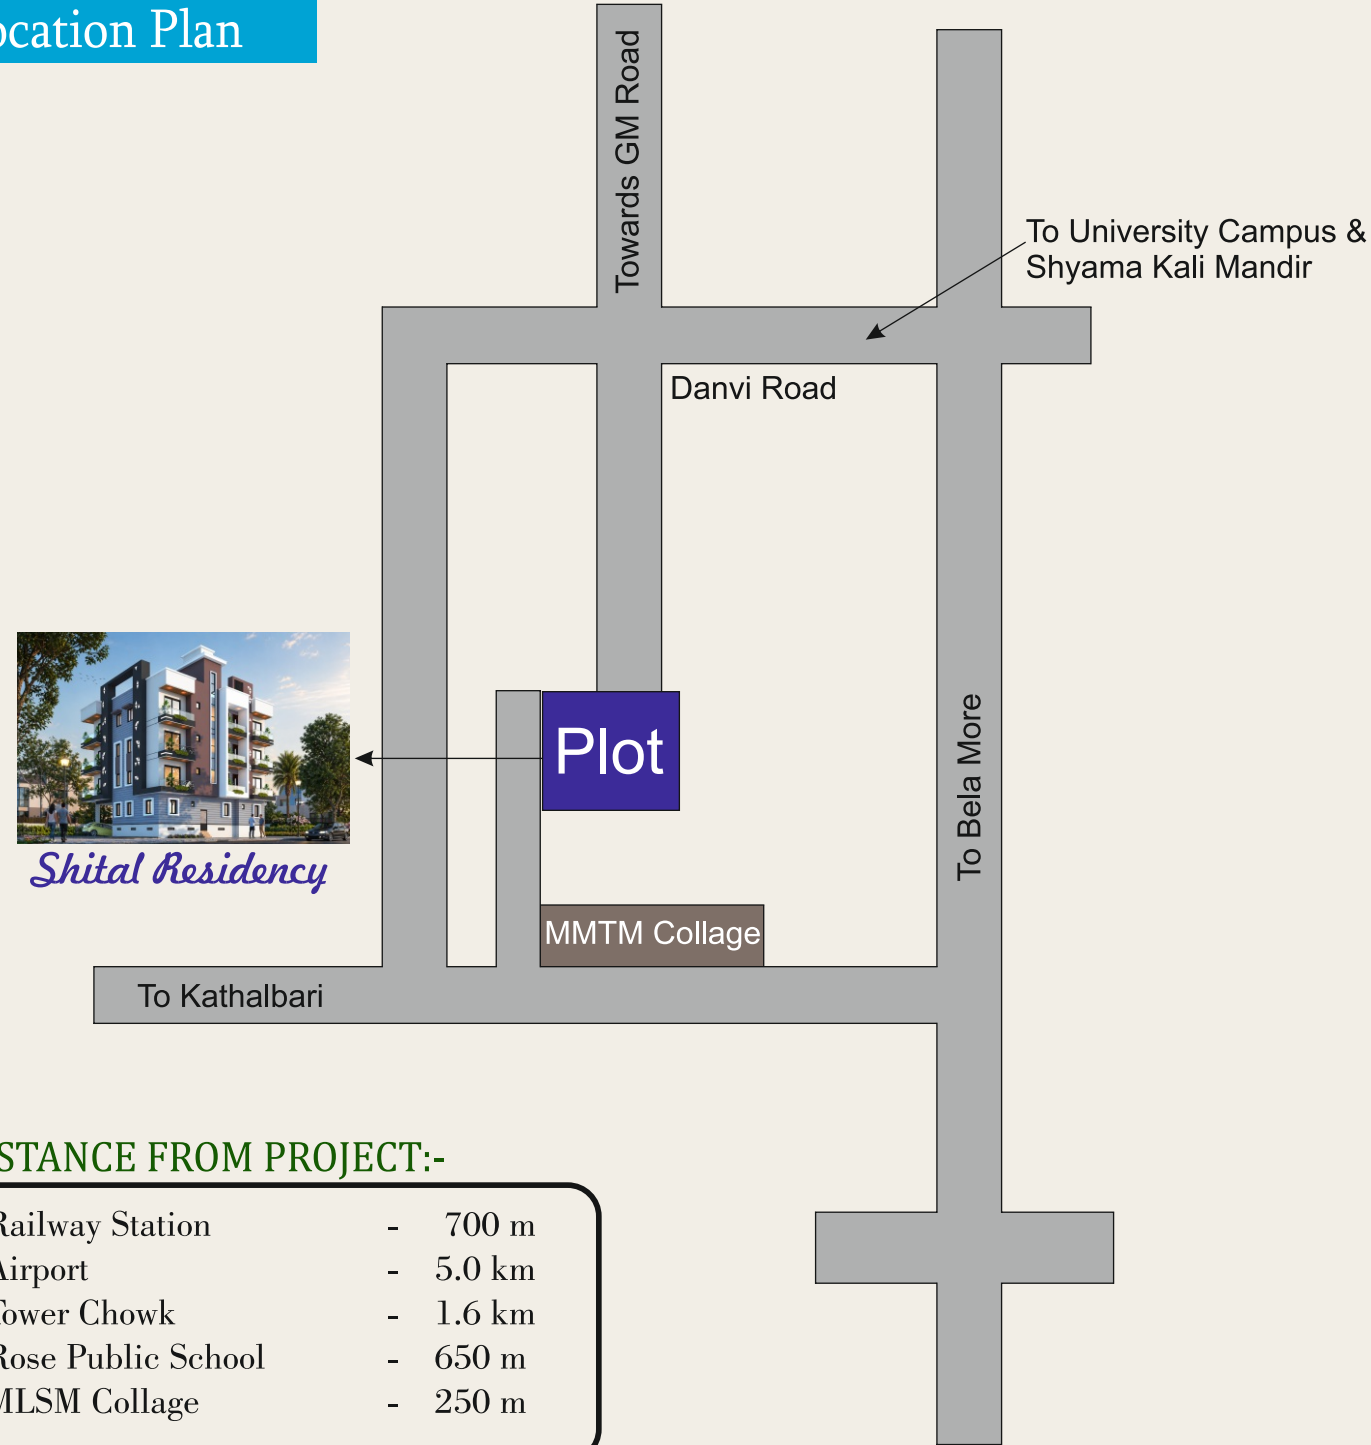 ocation Plan
Towards GM Road
To University Campus &
Shyama Kali Mandir
Danvi Road
Plot
To Bela More
Shital Residency
MMTM Collage
To Kathalbari
STANCE FROM PROJECT:-
Railway Station - 700 m
Airport - 5.0 km
Tower Chowk - 1.6 km
Rose Public School - 650 m
MLSM Collage - 250 m